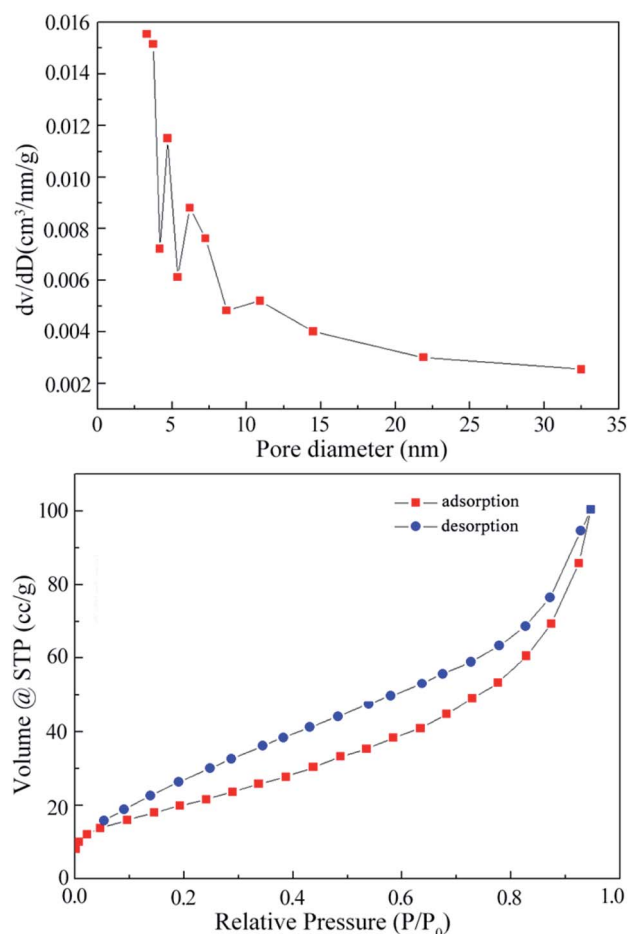 0.016
0.014
0.012
0.010
0.008
0.006
0.004
0.002
dv/dD(cm³/nm/g)
0 5 10 15 20 25 30 35
Pore diameter (nm)
adsorption
desorption
100
80
60
40
20
0
Volume @ STP (cc/g)
0.0 0.2 0.4 0.6 0.8 1.0
Relative Pressure (P/P₀)